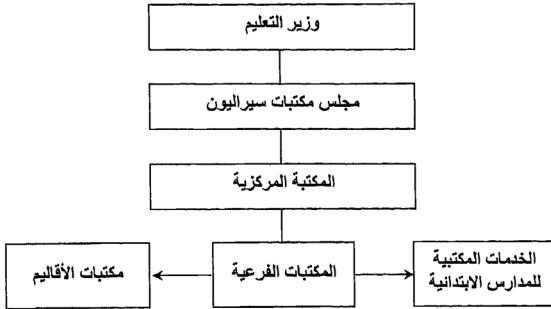 وزير التعليم
مجلس مكتبات سيراليون
المكتبة المركزية
الخدمات المكتبية
للمدارس الابتدائية
المكتبات الفرعية
مكتبات الأقاليم